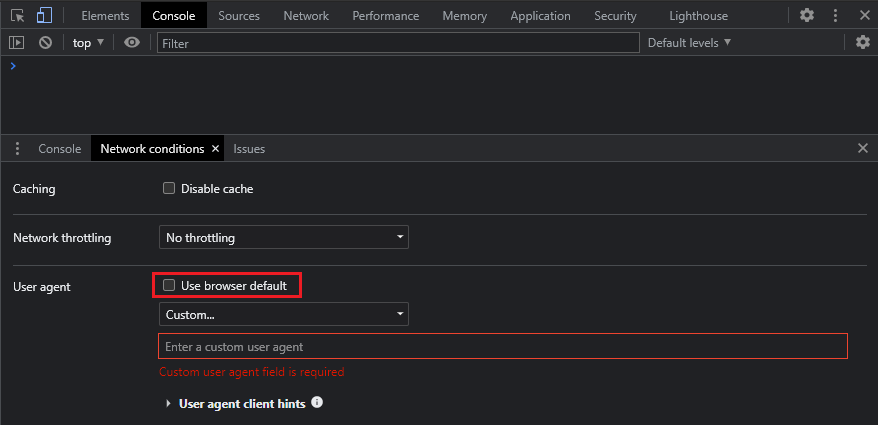 Elements Console Sources Network Performance Memory Application Security Lighthouse
top Filter Default levels
Console Network conditions Issues
Caching Disable cache
Network throttling No throttling
User agent Use browser default
Custom...
Enter a custom user agent
Custom user agent field is required
User agent client hints